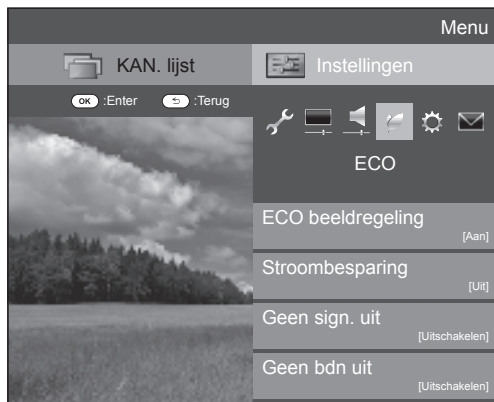 Menu
KAN. lijst
Instellingen
OK :Enter :Terug
ECO
ECO beeldregeling
[Aan]
Stroombesparing
[Uit]
Geen sign. uit
[Uitschakelen]
Geen bdn uit
[Uitschakelen]